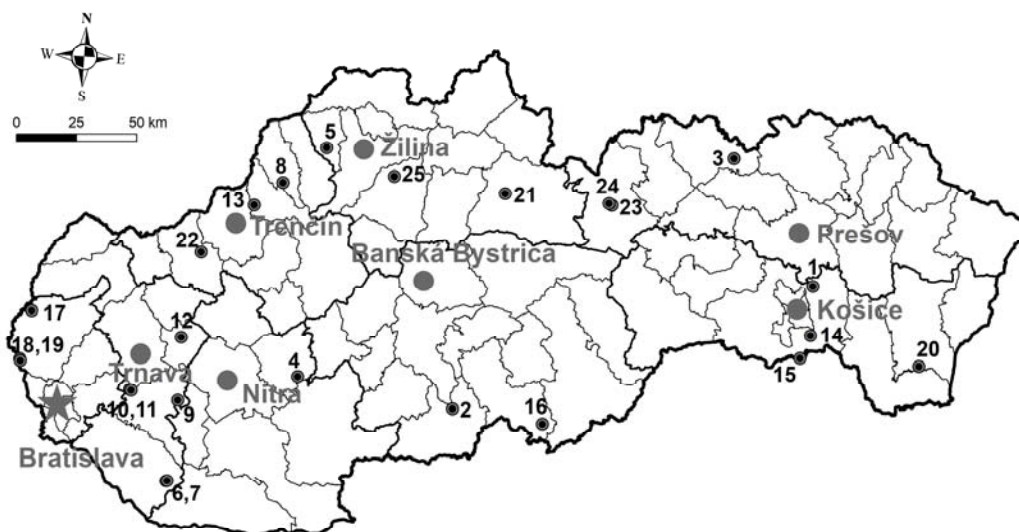 N
W E
S
0 25 50 km
5
Žilina
3
8
25
21
24
23
13
Trenčín
Prešov
22
Banská Bystrica
1
17
Košice
12
14
18,19
4
20
Trnava
15
Nitra
10,11
9
2
16
Bratislava
6,7